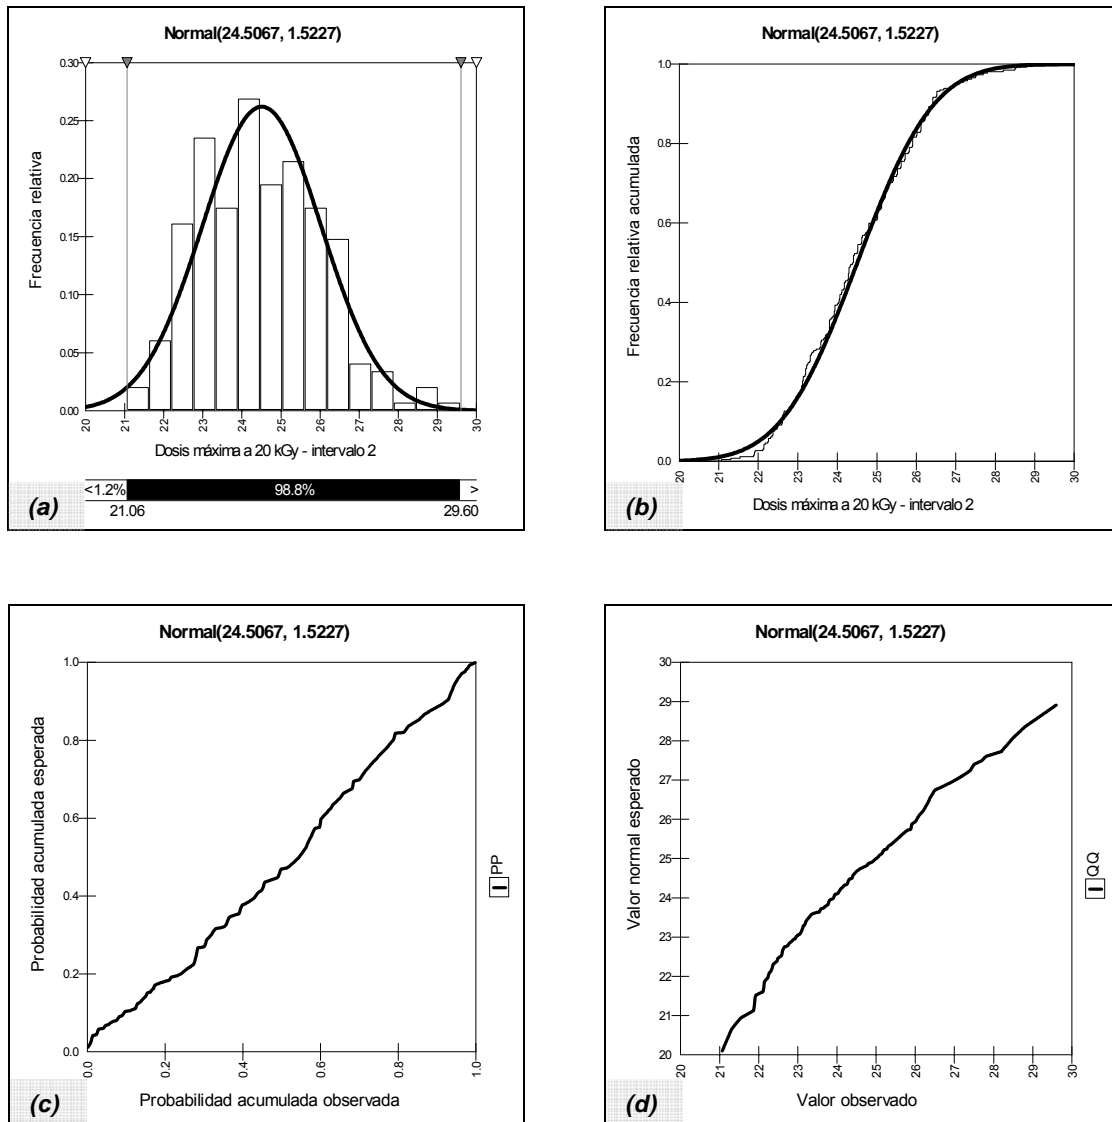 Normal(24.5067, 1.5227)
0.30
0.25
0.20
0.15
0.10
0.05
0.00
Frecuencia relativa
20 21 22 23 24 25 26 27 28 29 30
Dosis máxima a 20 kGy - intervalo 2
<1.2% 98.8% >
21.06 29.60
(a)
Normal(24.5067, 1.5227)
1.0
0.8
0.6
0.4
0.2
0.0
Frecuencia relativa acumulada
20 21 22 23 24 25 26 27 28 29 30
Dosis máxima a 20 kGy - intervalo 2
(b)
Normal(24.5067, 1.5227)
1.0
0.8
0.6
0.4
0.2
0.0
Probabilidad acumulada esperada
0.0 0.2 0.4 0.6 0.8 1.0
Probabilidad acumulada observada
PP
(c)
Normal(24.5067, 1.5227)
30
29
28
27
26
25
24
23
22
21
20
Valor normal esperado
20 21 22 23 24 25 26 27 28 29 30
Valor observado
QQ
(d)